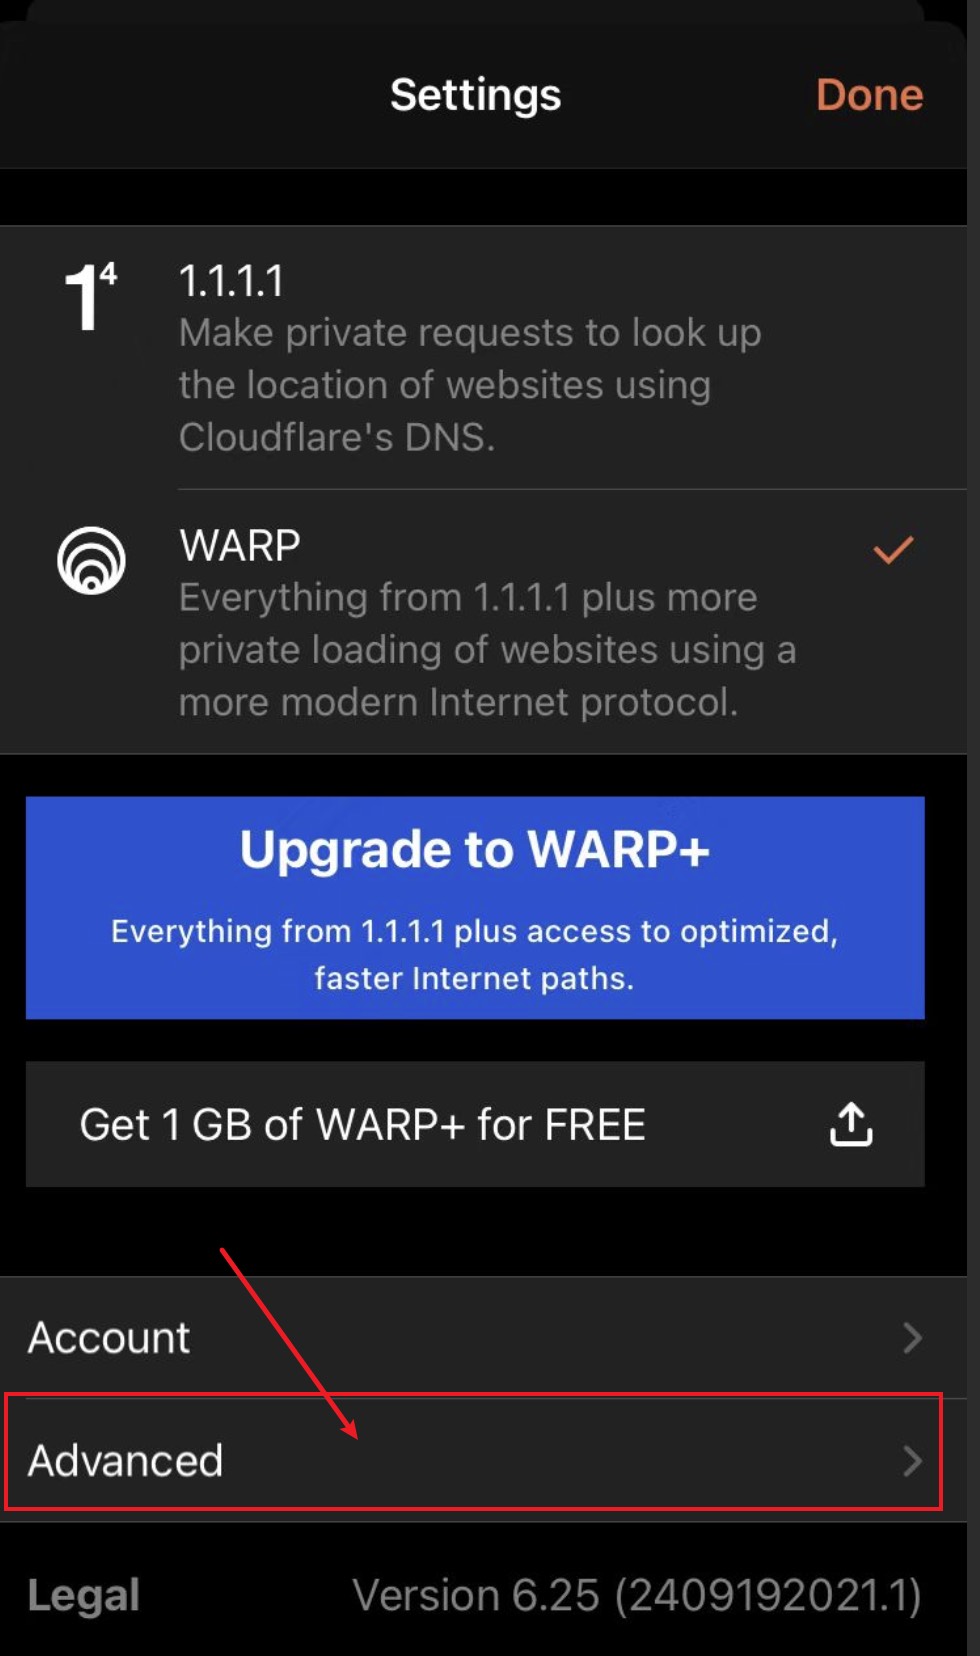 Settings
Done
1⁴
1.1.1.1
Make private requests to look up
the location of websites using
Cloudflare's DNS.
WARP
Everything from 1.1.1.1 plus more
private loading of websites using a
more modern Internet protocol.
Upgrade to WARP+
Everything from 1.1.1.1 plus access to optimized,
faster Internet paths.
Get 1 GB of WARP+ for FREE
Account
Advanced
Legal
Version 6.25 (2409192021.1)